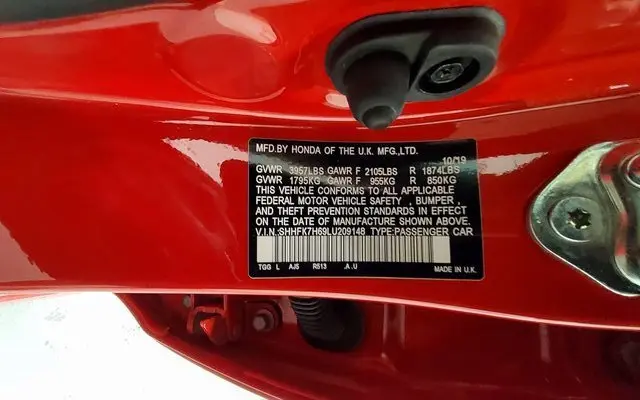 MFD.BY HONDA OF THE U.K. MFG.,LTD. 10/19
GVWR 3957LBS GAWR F 2105LBS R 1874LBS
GVWR 1795KG GAWR F 955KG R 850KG
THIS VEHICLE CONFORMS TO ALL APPLICABLE
FEDERAL MOTOR VEHICLE SAFETY , BUMPER ,
AND THEFT PREVENTION STANDARDS IN EFFECT
ON THE DATE OF MANUFACTURE SHOWN ABOVE.
V.I.N:SHHFK7H69LU209148 TYPE:PASSENGER CAR
TGG L AJ5 R513 .A.U MADE IN U.K.